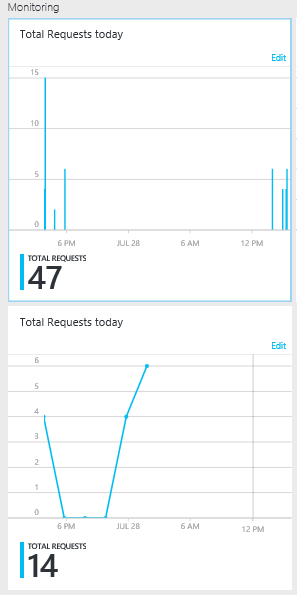 Monitoring
Total Requests today
Edit
15
10
5
0
6 PM JUL 28 6 AM 12 PM
TOTAL REQUESTS
47
Total Requests today
Edit
6
5
4
3
2
1
0
6 PM JUL 28 6 AM 12 PM
TOTAL REQUESTS
14